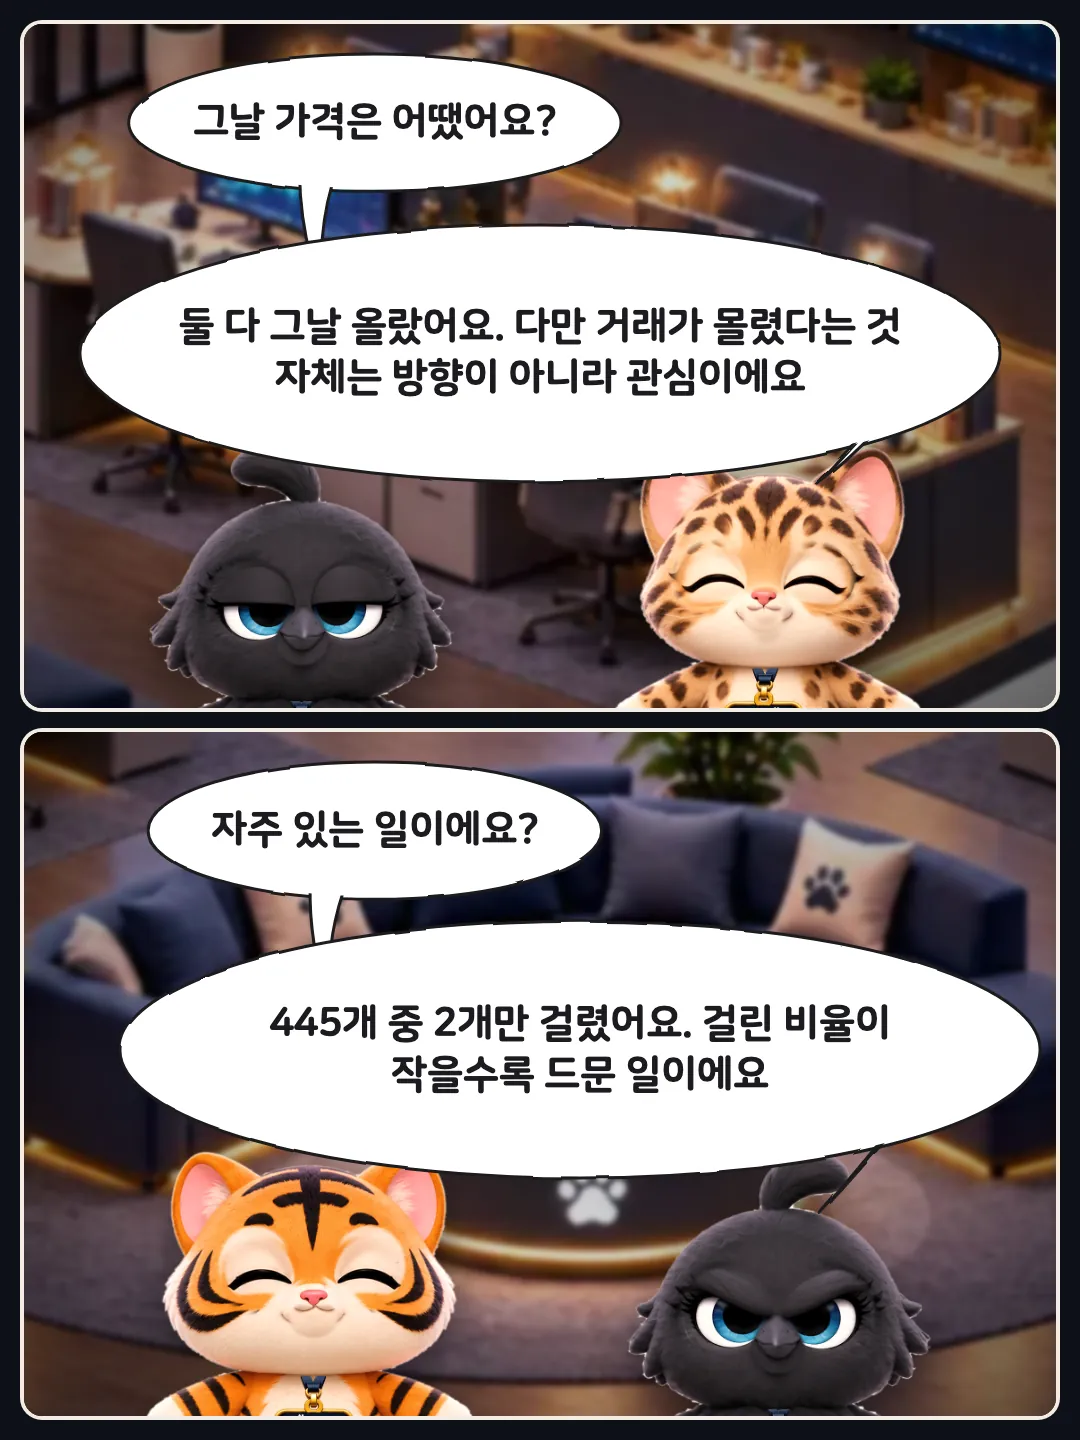 그날 가격은 어땠어요?
둘 다 그날 올랐어요. 다만 거래가 몰렸다는 것
자체는 방향이 아니라 관심이에요
자주 있는 일이에요?
445개 중 2개만 걸렸어요. 걸린 비율이
작을수록 드문 일이에요